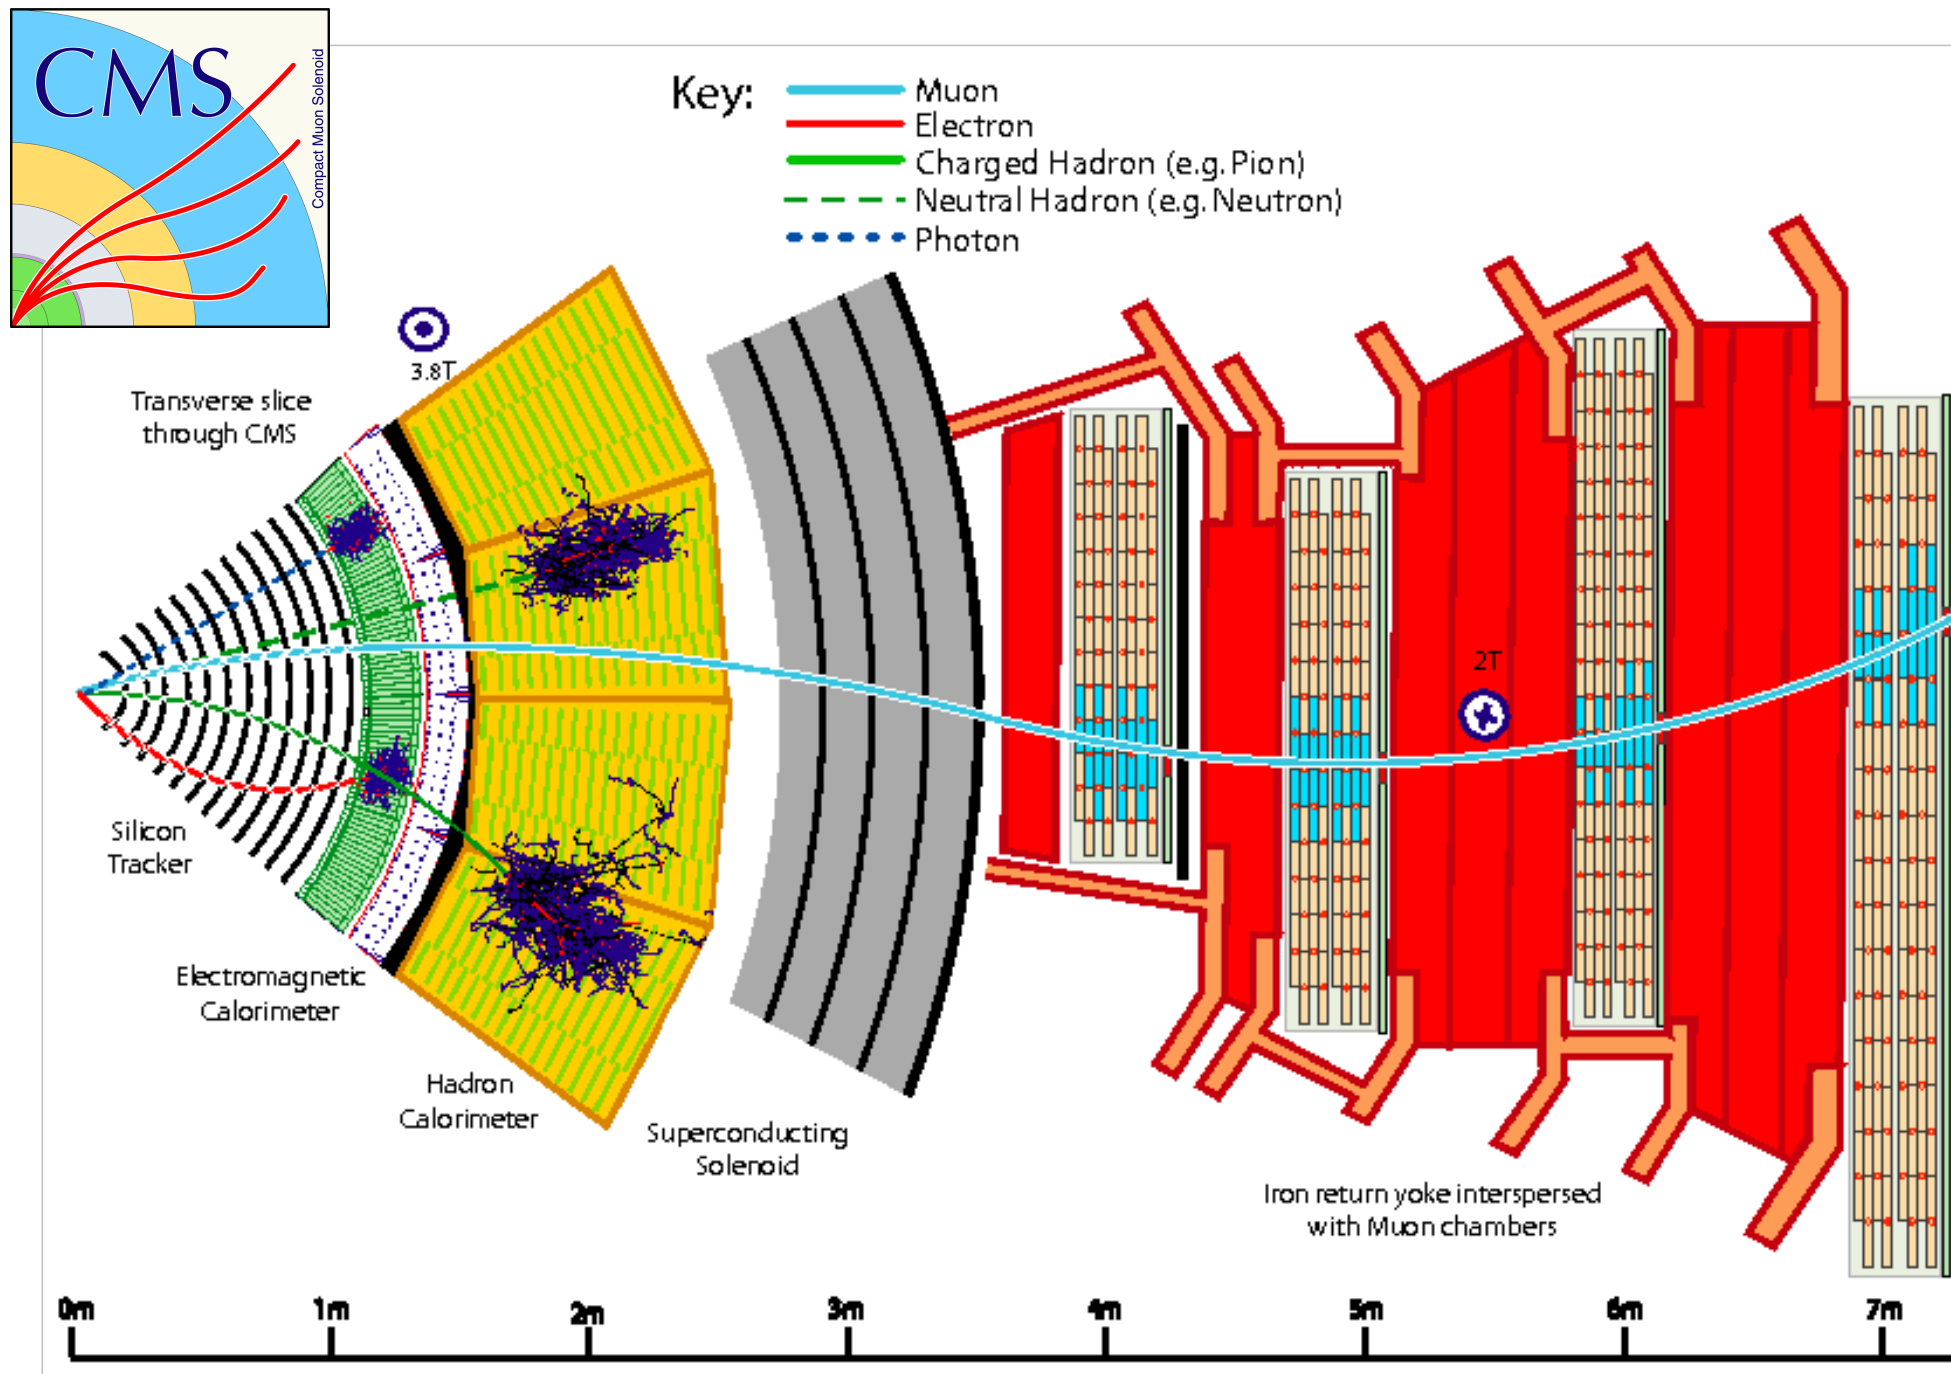 CMS
Compact Muon Solenoid
Key:
Muon
Electron
Charged Hadron (e.g. Pion)
Neutral Hadron (e.g. Neutron)
Photon
3.8T
Transverse slice
through CMS
2T
Silicon
Tracker
Electromagnetic
Calorimeter
Hadron
Calorimeter
Superconducting
Solenoid
Iron return yoke interspersed
with Muon chambers
0m 1m 2m 3m 4m 5m 6m 7m